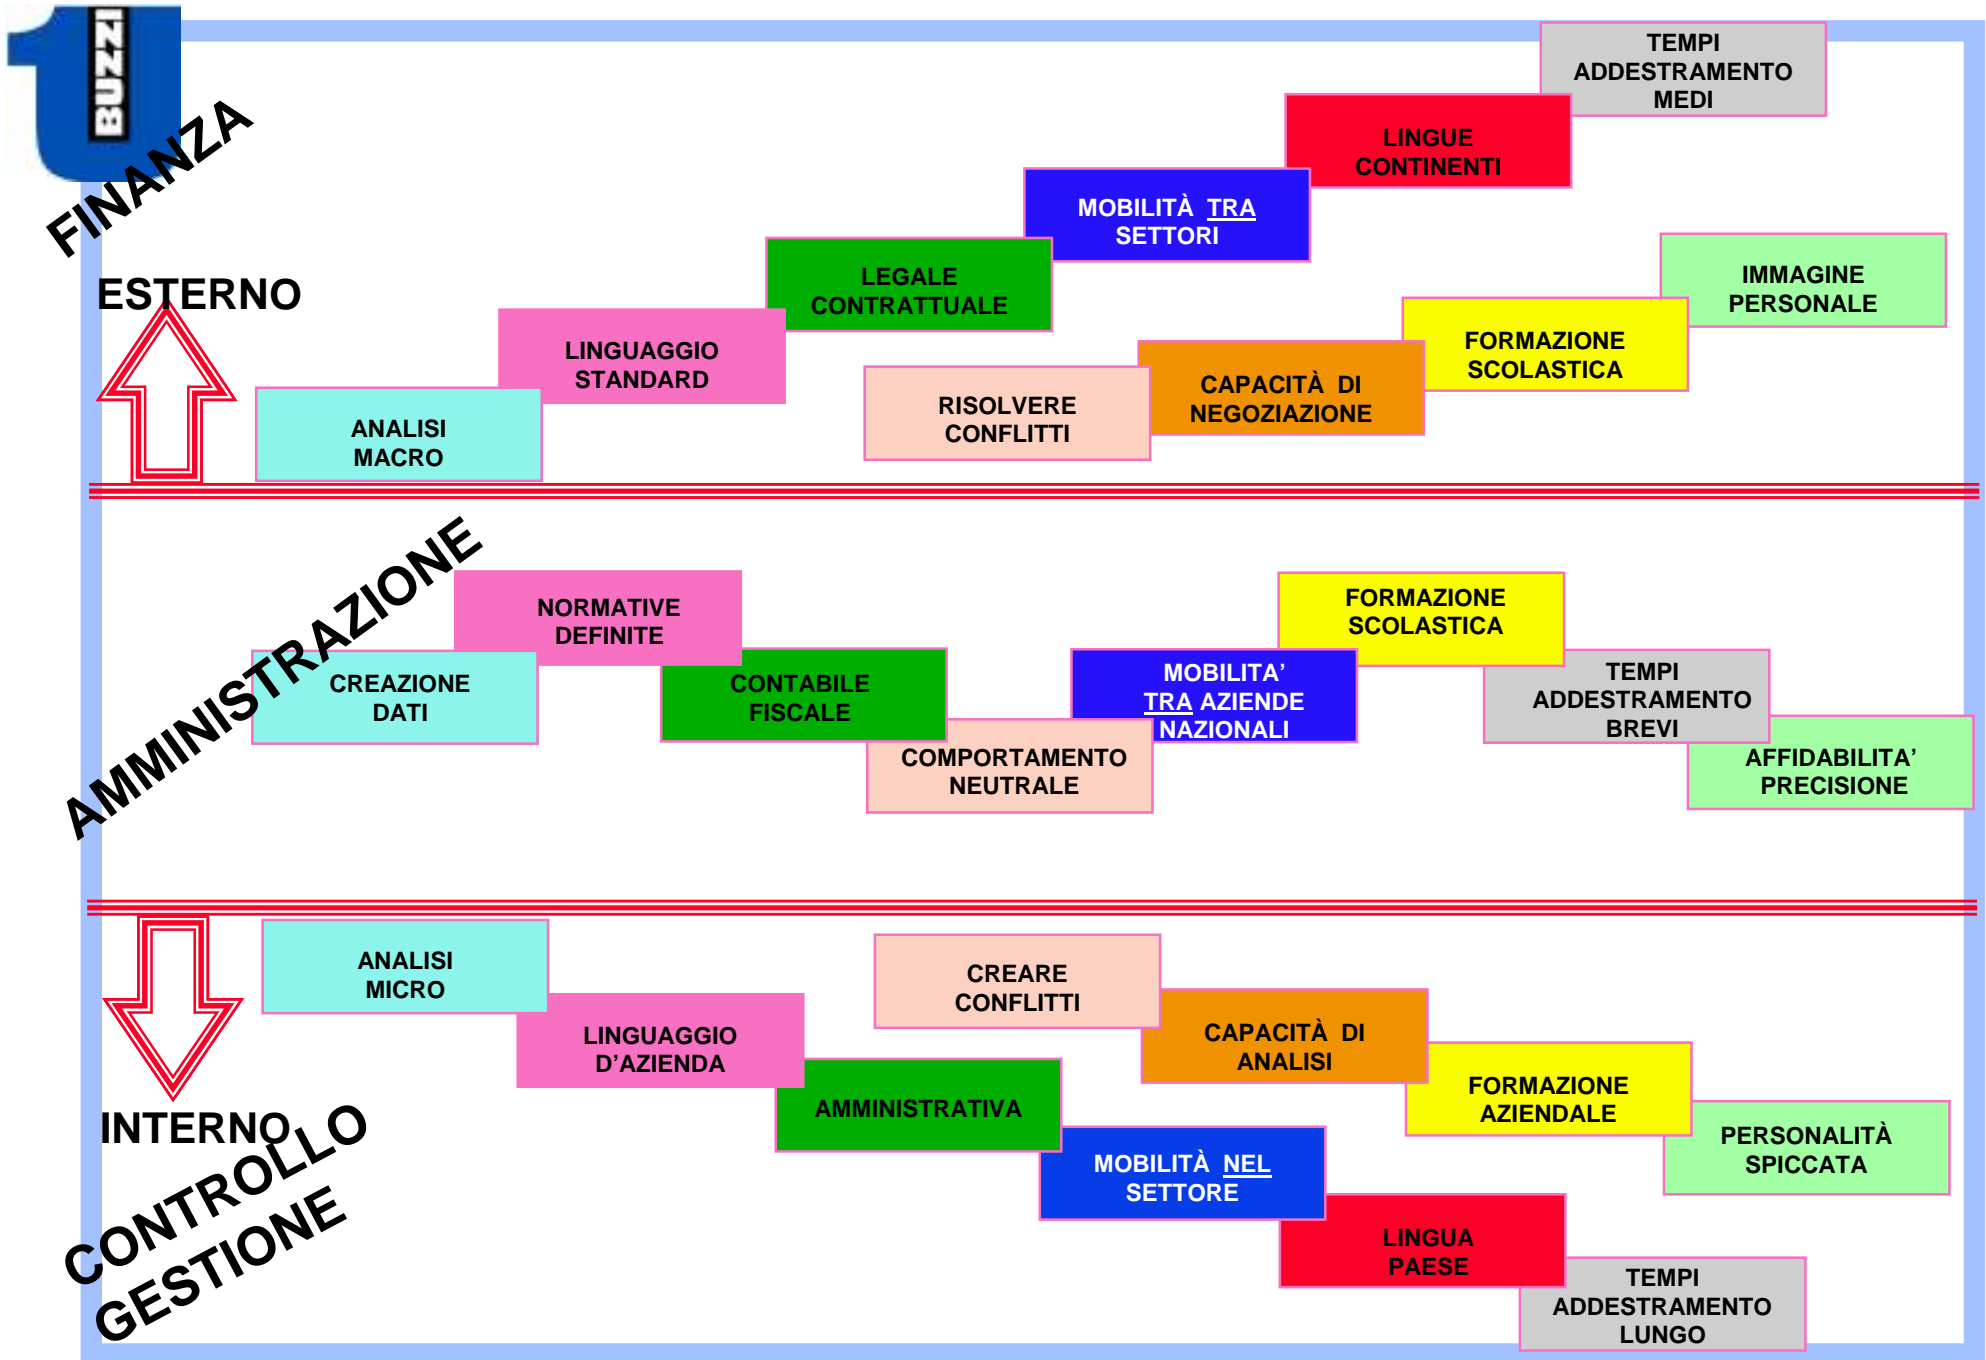 BUZZI
FINANZA
ESTERNO
TEMPI
ADDESTRAMENTO
MEDI
LINGUE
CONTINENTI
MOBILITÀ TRA
SETTORI
LEGALE
CONTRATTUALE
LINGUAGGIO
STANDARD
ANALISI
MACRO
IMMAGINE
PERSONALE
FORMAZIONE
SCOLASTICA
CAPACITÀ DI
NEGOZIAZIONE
RISOLVERE
CONFLITTI
AMMINISTRAZIONE
CREAZIONE
DATI
NORMATIVE
DEFINITE
CONTABILE
FISCALE
COMPORTAMENTO
NEUTRALE
MOBILITA’
TRA AZIENDE
NAZIONALI
FORMAZIONE
SCOLASTICA
TEMPI
ADDESTRAMENTO
BREVI
AFFIDABILITA’
PRECISIONE
INTERNO
CONTROLLO
GESTIONE
ANALISI
MICRO
LINGUAGGIO
D’AZIENDA
AMMINISTRATIVA
MOBILITÀ NEL
SETTORE
LINGUA
PAESE
TEMPI
ADDESTRAMENTO
LUNGO
CREARE
CONFLITTI
CAPACITÀ DI
ANALISI
FORMAZIONE
AZIENDALE
PERSONALITÀ
SPICCATA